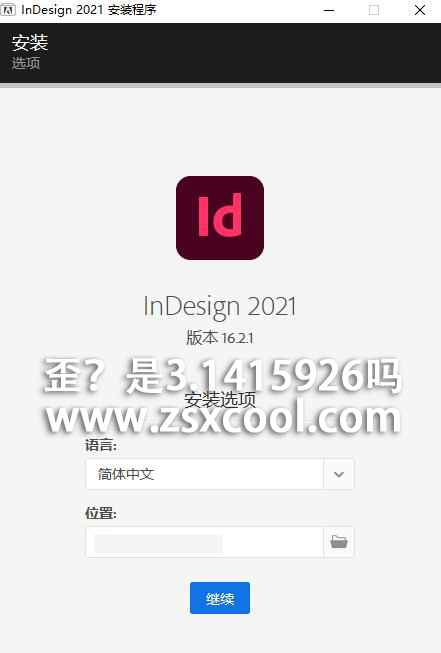 InDesign 2021 安装程序
安装
选项
Id
InDesign 2021
版本 16.2.1
歪？是3.1415926吗
安装选项
www.zsxcool.com
语言:
简体中文
位置:
继续